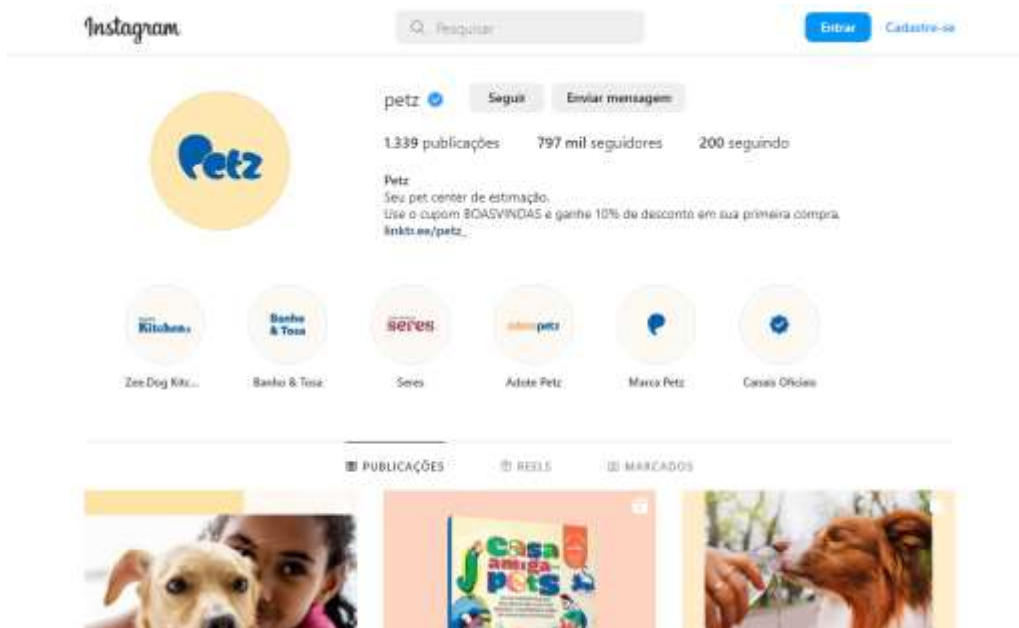 Instagram
Pesquisar
Entrar
Cadastre-se
petz
Seguir
Enviar mensagem
1.339 publicações
797 mil seguidores
200 seguindo
Petz
Petz
Seu pet center de estimação.
Use o cupom BOASVINDAS e ganhe 10% de desconto em sua primeira compra.
linktr.ee/petz_
Kitchen
Banho
& Tosa
seres
petz
Zee.Dog Kitc...
Banho & Tosa
Seres
Adote Petz
Marca Petz
Canais Oficiais
PUBLICAÇÕES
REELS
MARCADOS
Casa
amiga
pets